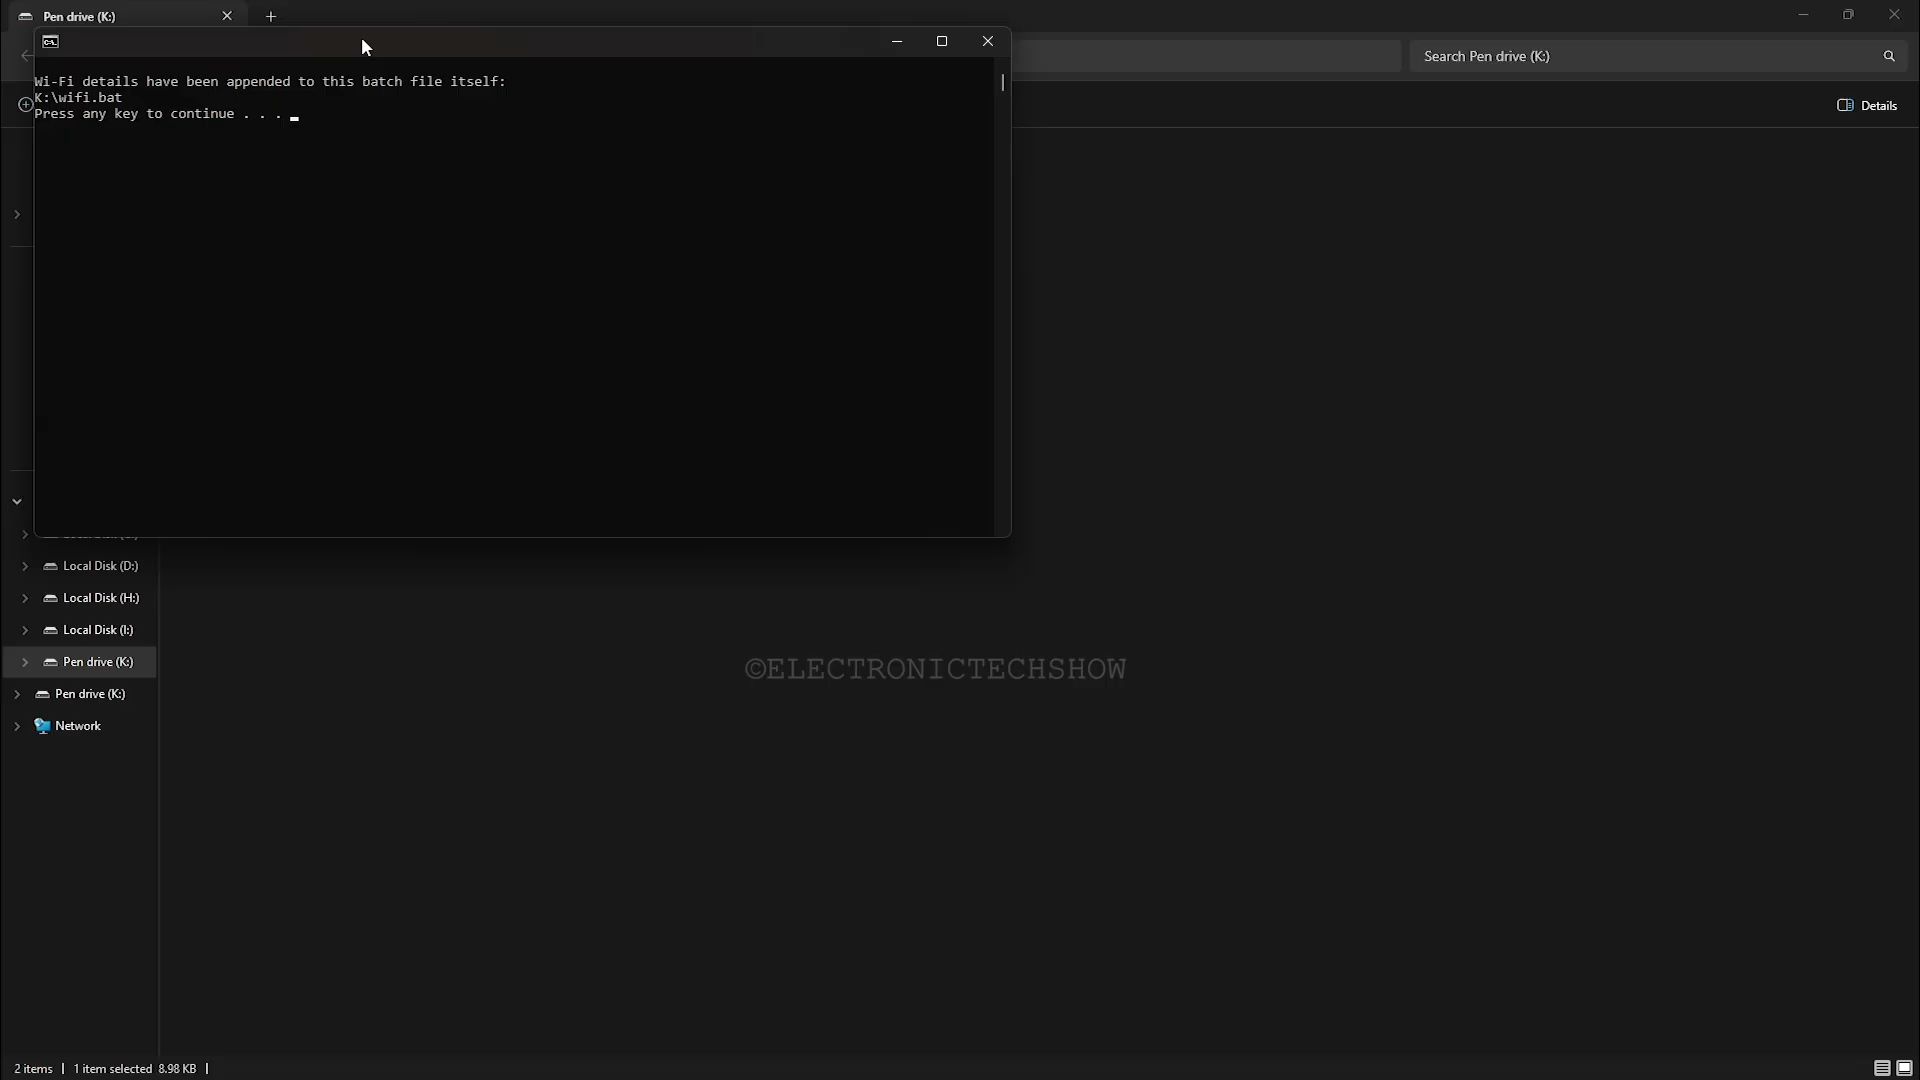 Pen drive (K:)
Wi-Fi details have been appended to this batch file itself:
K:\wifi.bat
Press any key to continue . . .
Search Pen drive (K:)
Details
Local Disk (D:)
Local Disk (H:)
Local Disk (I:)
Pen drive (K:)
Pen drive (K:)
Network
©ELECTRONICTECHSHOW
2 items
1 item selected 8.98 KB